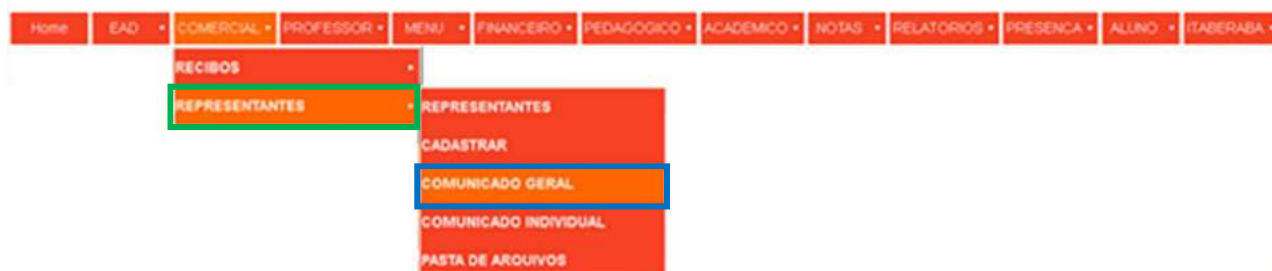 Home EAD COMERCIAL PROFESSOR MENU FINANCEIRO PEDAGOGICO ACADEMICO NOTAS RELATORIOS PRESENCA ALUNO ITABERABA
RECIBOS
REPRESENTANTES REPRESENTANTES
CADASTRAR
COMUNICADO GERAL
COMUNICADO INDIVIDUAL
PASTA DE ARQUIVOS